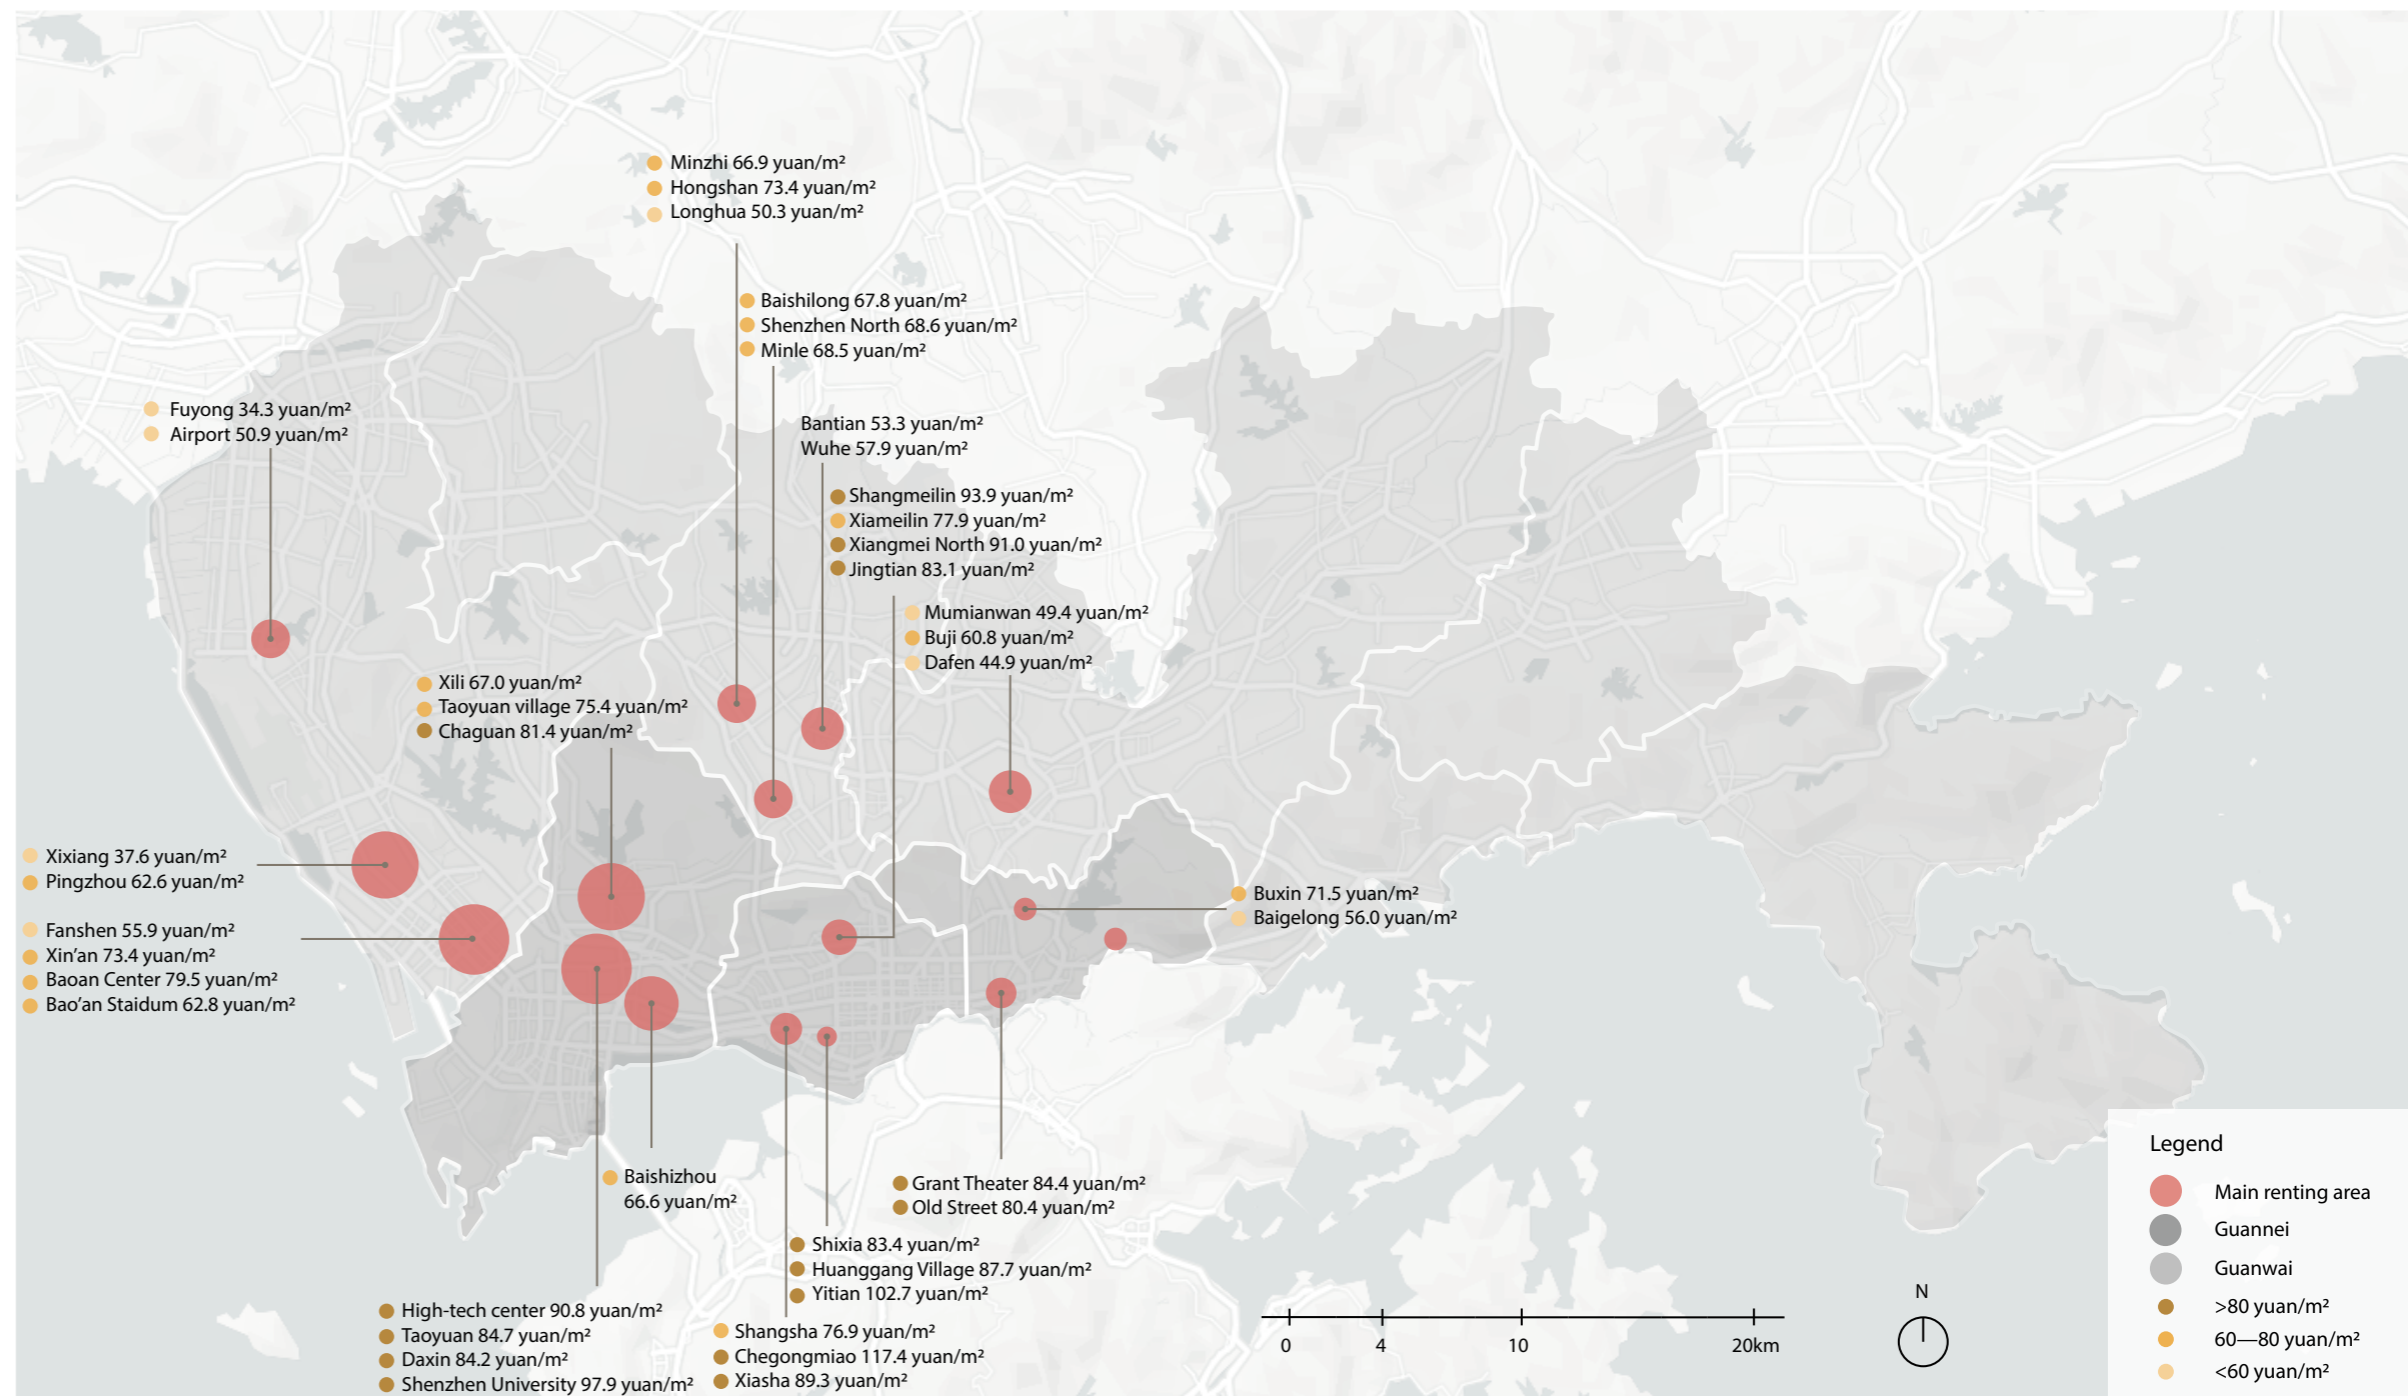 Minzhi 66.9 yuan/m²
Hongshan 73.4 yuan/m²
Longhua 50.3 yuan/m²
Baishilong 67.8 yuan/m²
Shenzhen North 68.6 yuan/m²
Minle 68.5 yuan/m²
Fuyong 34.3 yuan/m²
Airport 50.9 yuan/m²
Bantian 53.3 yuan/m²
Wuhe 57.9 yuan/m²
Shangmeilin 93.9 yuan/m²
Xiameilin 77.9 yuan/m²
Xiangmei North 91.0 yuan/m²
Jingtian 83.1 yuan/m²
Mumianwan 49.4 yuan/m²
Buji 60.8 yuan/m²
Dafen 44.9 yuan/m²
Xili 67.0 yuan/m²
Taoyuan village 75.4 yuan/m²
Chaguan 81.4 yuan/m²
Xixiang 37.6 yuan/m²
Pingzhou 62.6 yuan/m²
Fanshen 55.9 yuan/m²
Xin’an 73.4 yuan/m²
Baoan Center 79.5 yuan/m²
Bao’an Staidum 62.8 yuan/m²
Buxin 71.5 yuan/m²
Baigelong 56.0 yuan/m²
Baishizhou
66.6 yuan/m²
Grant Theater 84.4 yuan/m²
Old Street 80.4 yuan/m²
Shixia 83.4 yuan/m²
Huanggang Village 87.7 yuan/m²
Yitian 102.7 yuan/m²
High-tech center 90.8 yuan/m²
Taoyuan 84.7 yuan/m²
Daxin 84.2 yuan/m²
Shenzhen University 97.9 yuan/m²
Shangsha 76.9 yuan/m²
Chegongmiao 117.4 yuan/m²
Xiasha 89.3 yuan/m²
0 4 10 20km
N
Legend
Main renting area
Guannei
Guanwai
>80 yuan/m²
60—80 yuan/m²
<60 yuan/m²